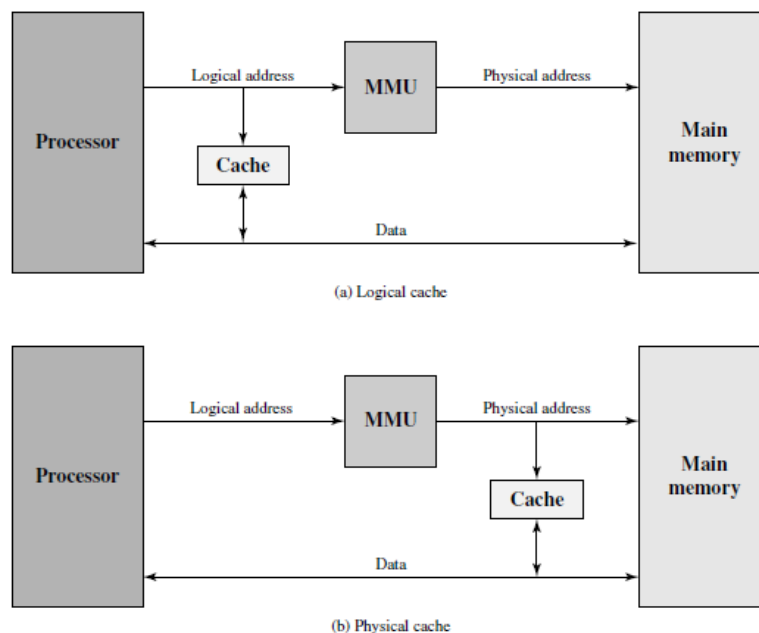 Logical address
Physical address
MMU
Processor
Main
memory
Cache
Data
(a) Logical cache
Logical address
Physical address
MMU
Processor
Main
memory
Cache
Data
(b) Physical cache